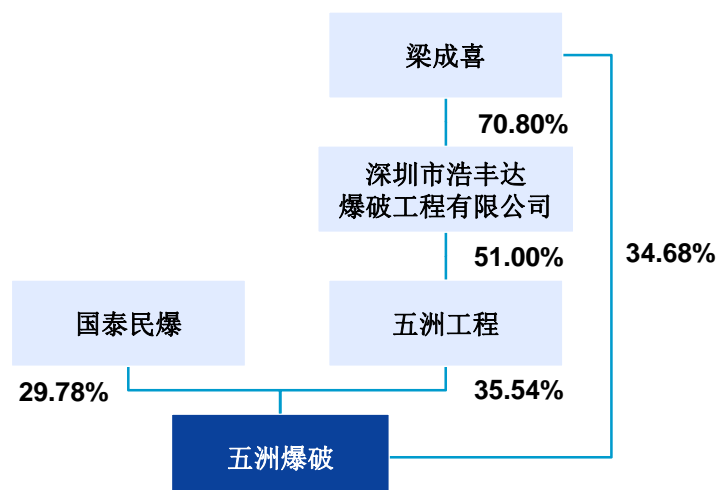 梁成喜
70.80%
深圳市浩丰达
爆破工程有限公司
51.00%
34.68%
国泰民爆
五洲工程
29.78%
35.54%
五洲爆破